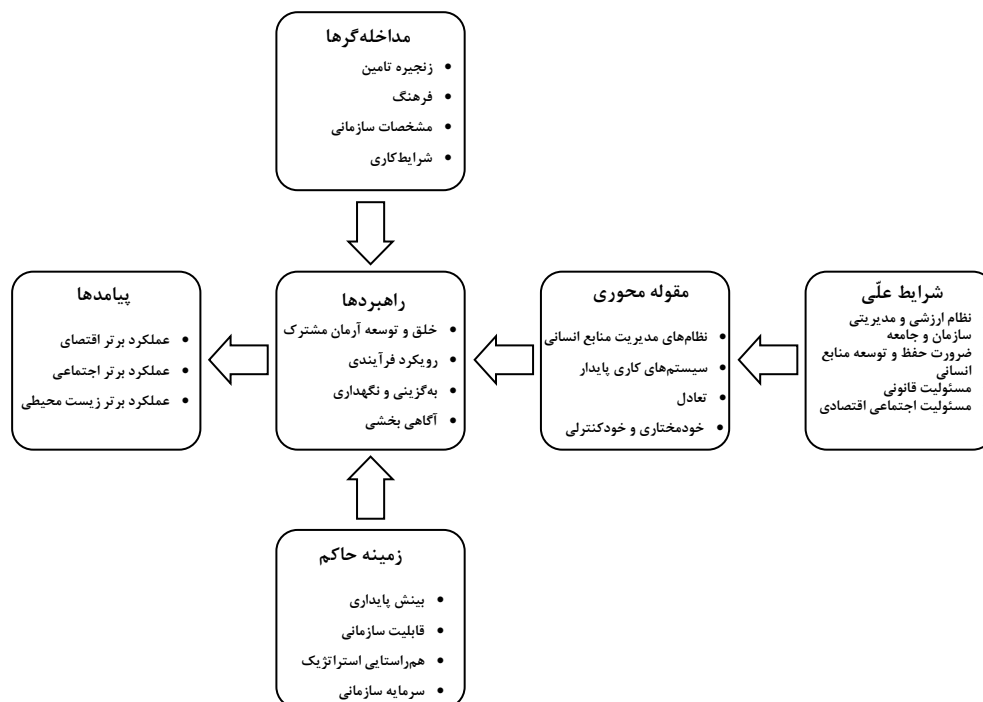 مداخله‌گرها
• زنجیره تامین
• فرهنگ
• مشخصات سازمانی
• شرایط‌کاری
شرایط علّی
نظام ارزشی و مدیریتی
سازمان و جامعه
ضرورت حفظ و توسعه منابع
انسانی
مسئولیت قانونی
مسئولیت اجتماعی اقتصادی
مقوله محوری
• نظام‌های مدیریت منابع انسانی
• سیستم‌های کاری پایدار
• تعادل
• خودمختاری و خودکنترلی
راهبردها
• خلق و توسعه آرمان مشترک
• رویکرد فرآیندی
• به‌گزینی و نگهداری
• آگاهی بخشی
پیامدها
• عملکرد برتر اقتصای
• عملکرد برتر اجتماعی
• عملکرد برتر زیست محیطی
زمینه حاکم
• بینش پایداری
• قابلیت سازمانی
• هم‌راستایی استراتژیک
• سرمایه سازمانی